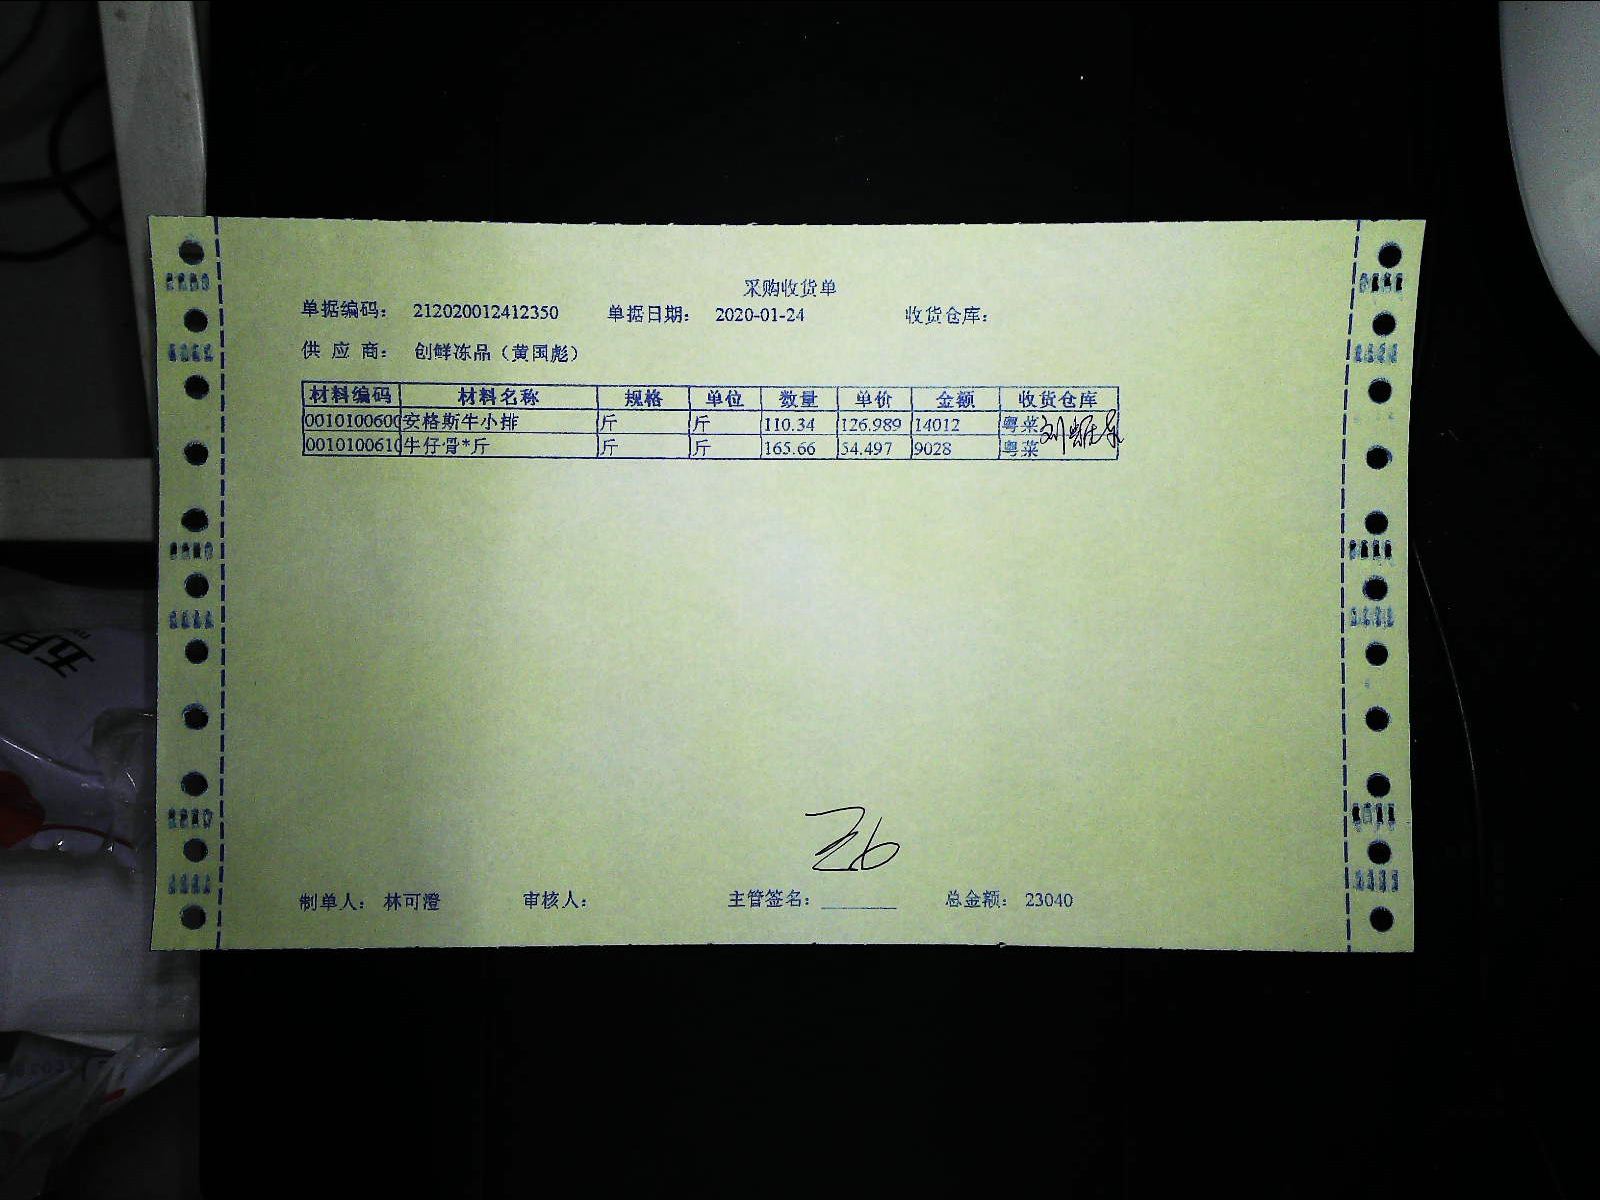 采购收货单
单据编码： 212020012412350 单据日期： 2020-01-24 收货仓库：
供 应 商： 创鲜冻品（黄国彪）
材料编码 材料名称 规格 单位 数量 单价 金额 收货仓库
0010100600 安格斯牛小排 斤 斤 110.34 126.989 14012 粤菜
0010100610 牛仔骨*斤 斤 斤 165.66 54.497 9028 粤菜
制单人： 林可澄 审核人： 主管签名： 总金额： 23040